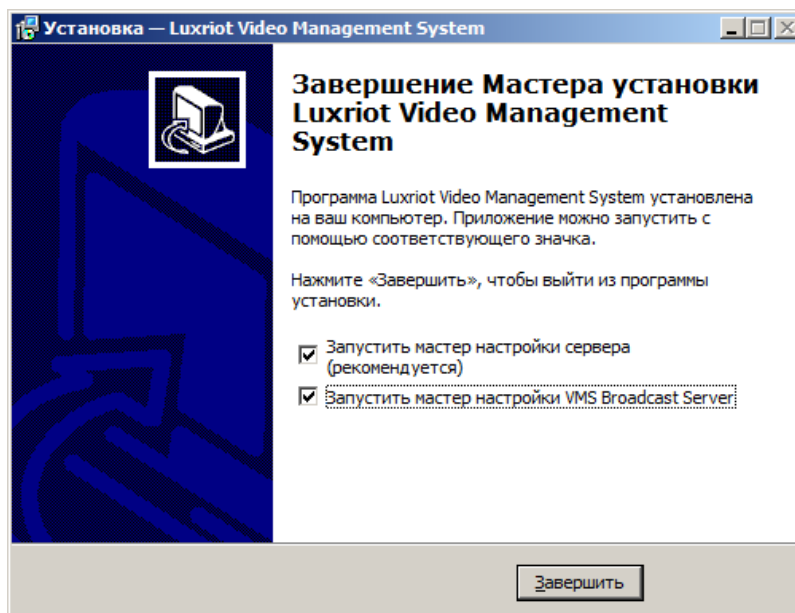 Установка — Luxriot Video Management System
Завершение Мастера установки
Luxriot Video Management
System
Программа Luxriot Video Management System установлена
на ваш компьютер. Приложение можно запустить с
помощью соответствующего значка.
Нажмите «Завершить», чтобы выйти из программы
установки.
Запустить мастер настройки сервера
(рекомендуется)
Запустить мастер настройки VMS Broadcast Server
Завершить